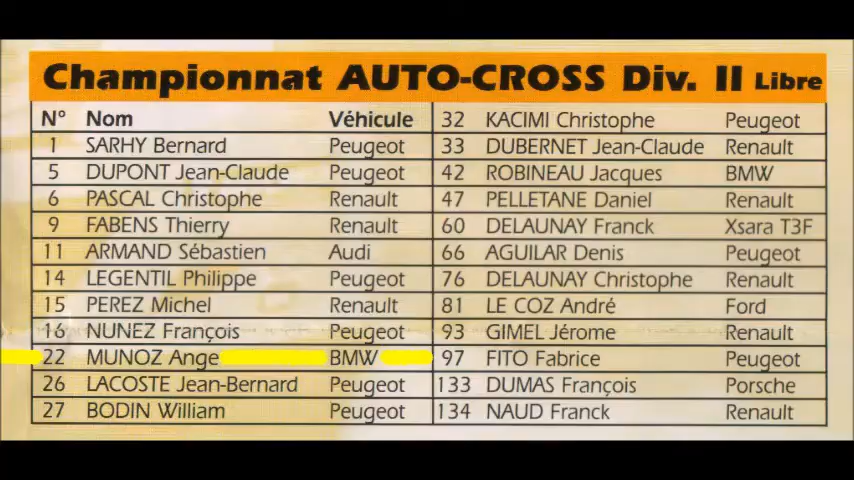 Championnat AUTO-CROSS Div. II Libre
N° Nom Véhicule
1 SARHY Bernard Peugeot
5 DUPONT Jean-Claude Peugeot
6 PASCAL Christophe Renault
9 FABENS Thierry Renault
11 ARMAND Sébastien Audi
14 LEGENTIL Philippe Peugeot
15 PEREZ Michel Renault
16 NUNEZ François Peugeot
22 MUNOZ Ange BMW
26 LACOSTE Jean-Bernard Peugeot
27 BODIN William Peugeot
32 KACIMI Christophe Peugeot
33 DUBERNET Jean-Claude Renault
42 ROBINEAU Jacques BMW
47 PELLETANE Daniel Renault
60 DELAUNAY Franck Xsara T3F
66 AGUILAR Denis Peugeot
76 DELAUNAY Christophe Renault
81 LE COZ André Ford
93 GIMEL Jérome Renault
97 FITO Fabrice Peugeot
133 DUMAS François Porsche
134 NAUD Franck Renault